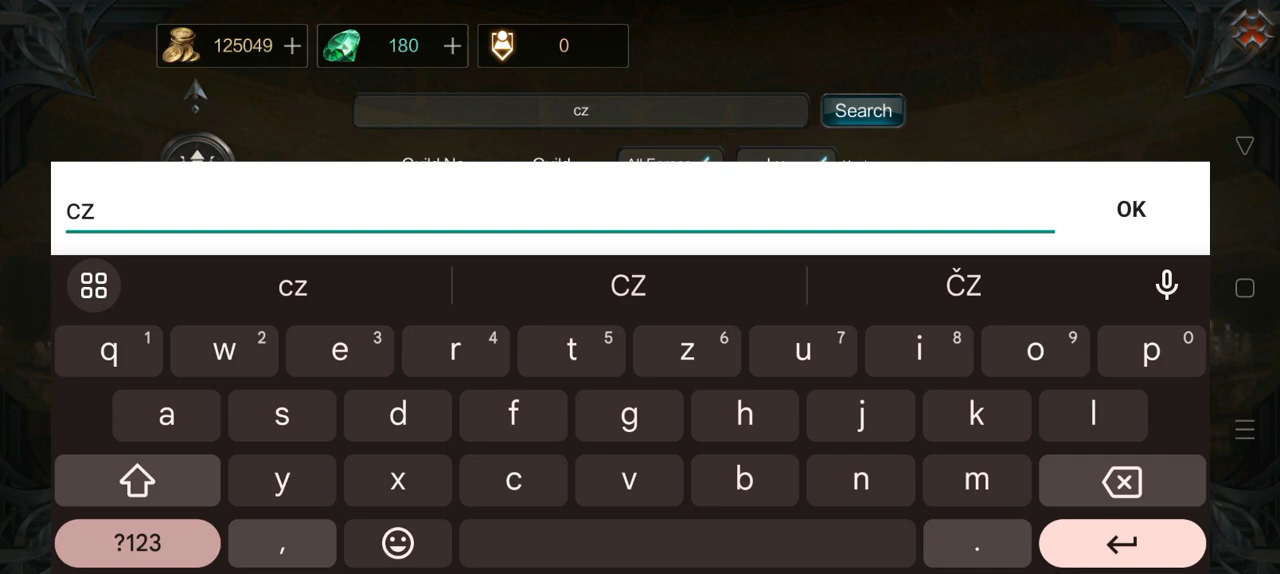 125049 + 180 + 0
cz Search
cz OK
cz CZ ČZ
q 1 w 2 e 3 r 4 t 5 z 6 u 7 i 8 o 9 p 0
a s d f g h j k l
y x c v b n m
?123 , .